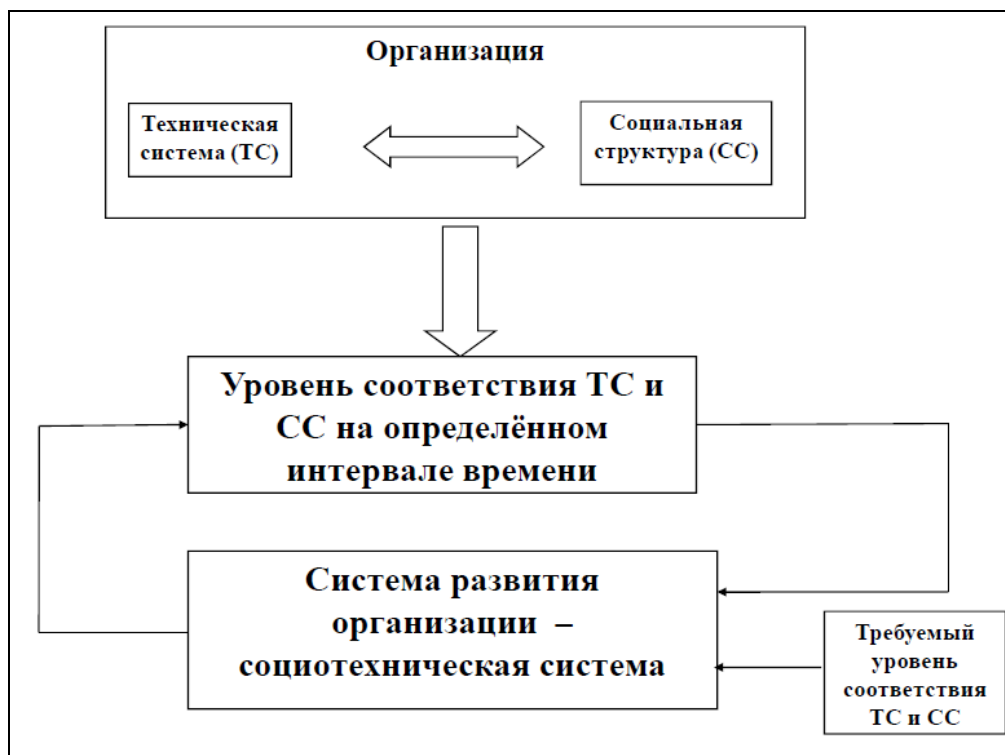 Организация
Техническая
система (ТС)
Социальная
структура (СС)
Уровень соответствия ТС и
СС на определённом
интервале времени
Система развития
организации –
социотехническая система
Требуемый
уровень
соответствия
ТС и СС